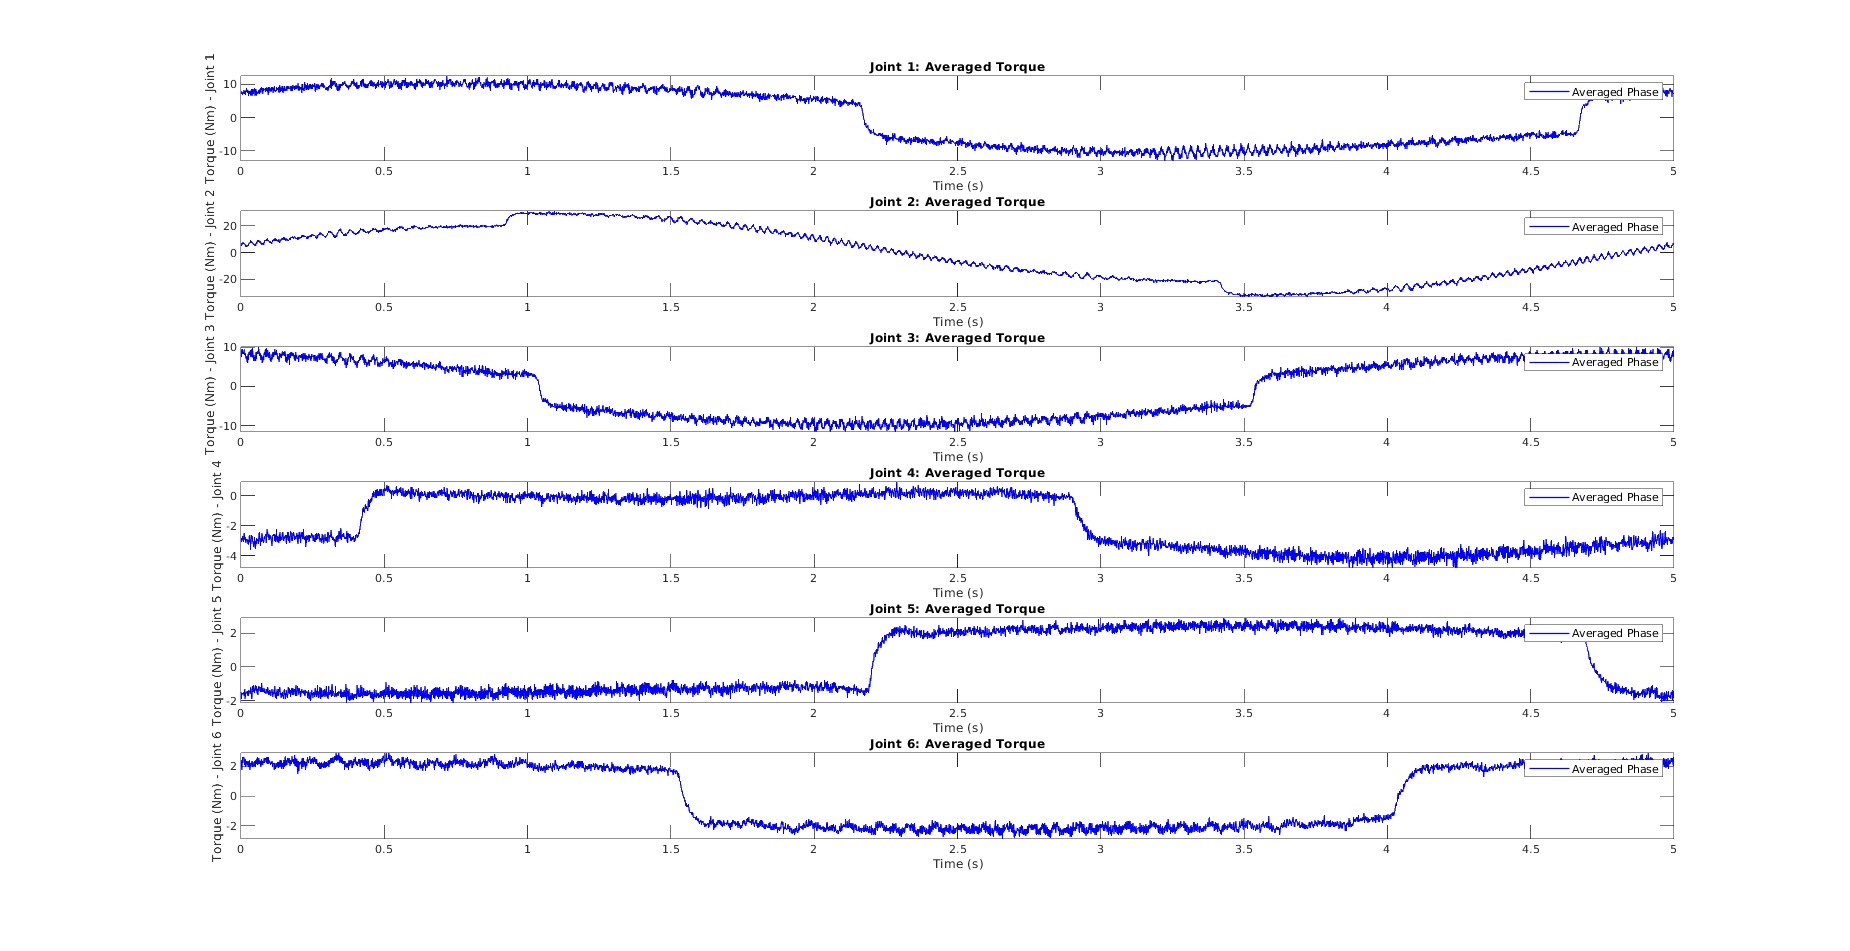 Joint 1: Averaged Torque
Torque (Nm) - Joint 1
10
0
-10
Averaged Phase
0 0.5 1 1.5 2 2.5 3 3.5 4 4.5 5
Time (s)
Joint 2: Averaged Torque
Torque (Nm) - Joint 2
20
0
-20
Averaged Phase
0 0.5 1 1.5 2 2.5 3 3.5 4 4.5 5
Time (s)
Joint 3: Averaged Torque
Torque (Nm) - Joint 3
10
0
-10
Averaged Phase
0 0.5 1 1.5 2 2.5 3 3.5 4 4.5 5
Time (s)
Joint 4: Averaged Torque
Torque (Nm) - Joint 4
0
-2
-4
Averaged Phase
0 0.5 1 1.5 2 2.5 3 3.5 4 4.5 5
Time (s)
Joint 5: Averaged Torque
Torque (Nm) - Joint 5
2
0
-2
Averaged Phase
0 0.5 1 1.5 2 2.5 3 3.5 4 4.5 5
Time (s)
Joint 6: Averaged Torque
Torque (Nm) - Joint 6
2
0
-2
Averaged Phase
0 0.5 1 1.5 2 2.5 3 3.5 4 4.5 5
Time (s)